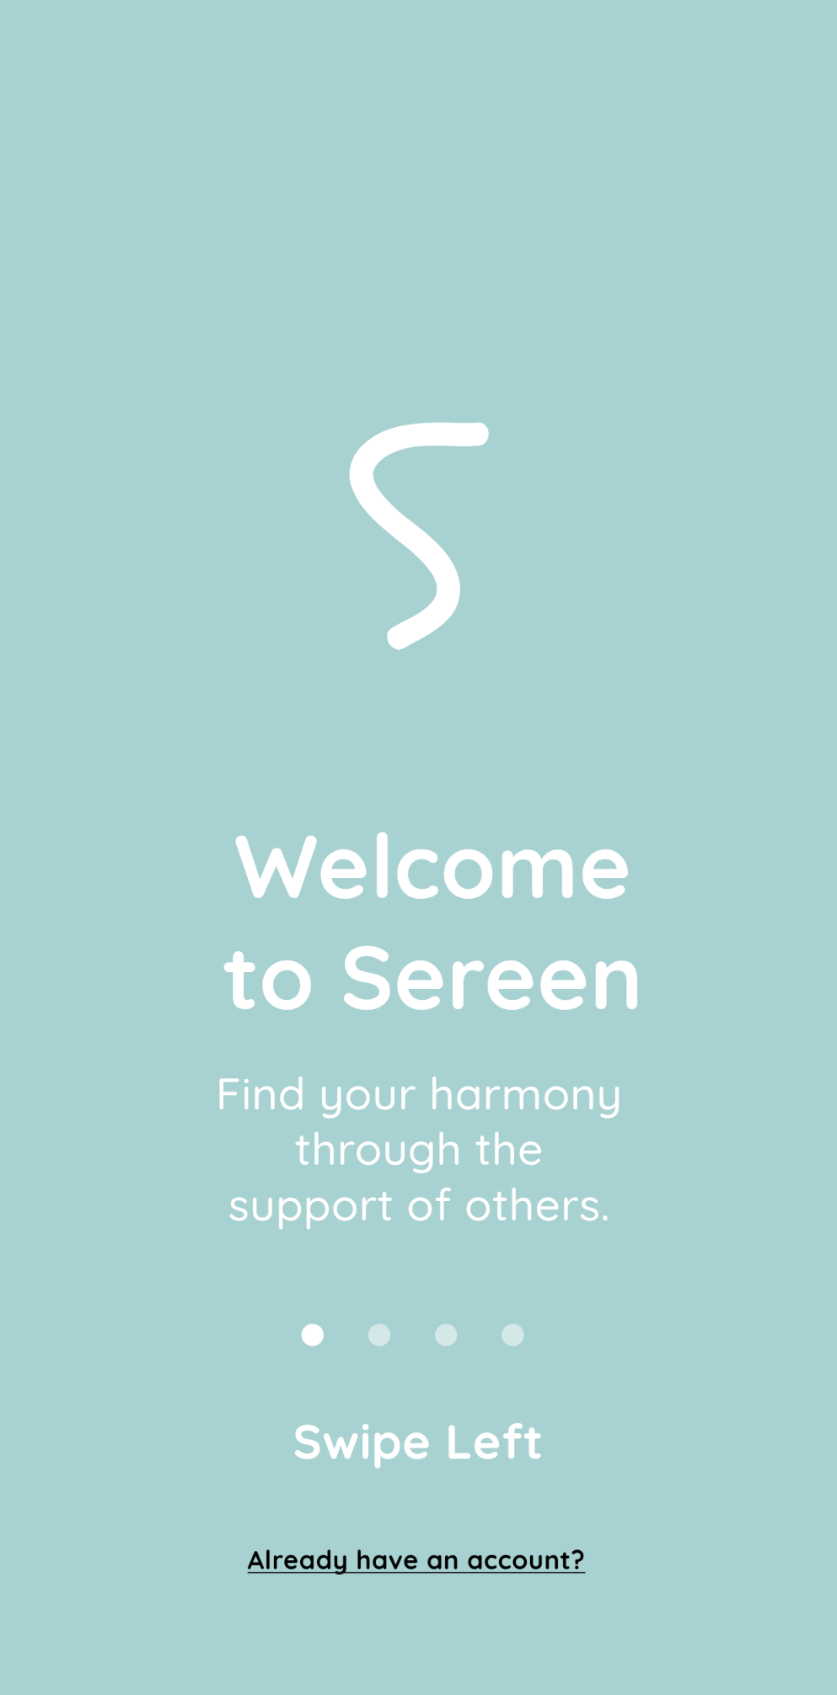 S
Welcome
to Sereen
Find your harmony
through the
support of others.
Swipe Left
Already have an account?